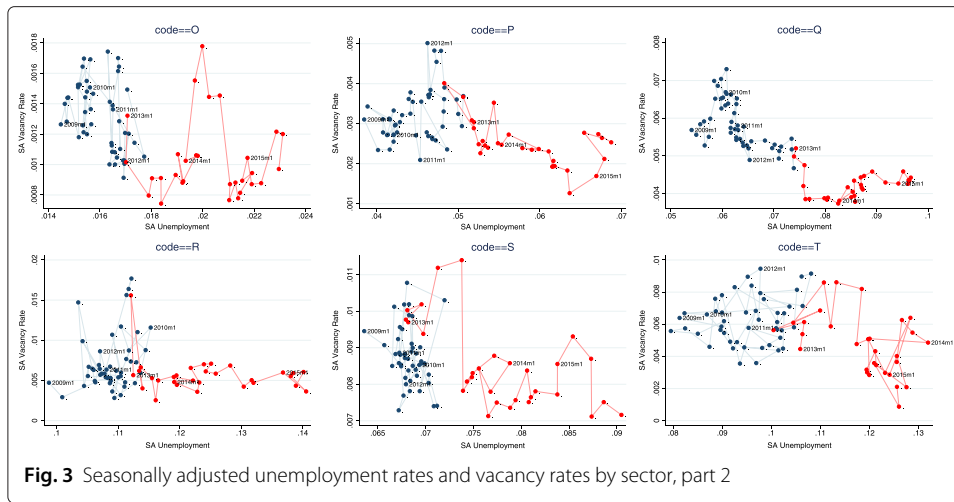 code==O
code==P
code==Q
SA Vacancy Rate
.0018
.0016
.0014
.0012
.001
.0008
2010m1
2009m1
2011m1
2013m1
2012m1
2014m1
2015m1
.014 .016 .018 .02 .022 .024
SA Unemployment
SA Vacancy Rate
.005
.004
.003
.002
.001
2012m1
2009m1
2010m1
2011m1
2013m1
2014m1
2015m1
.04 .05 .06 .07
SA Unemployment
SA Vacancy Rate
.008
.007
.006
.005
.004
2010m1
2009m1
2011m1
2012m1
2013m1
2015m1
.05 .06 .07 .08 .09 .1
SA Unemployment
code==R
code==S
code==T
SA Vacancy Rate
.02
.015
.01
.005
0
2010m1
2012m1
2011m1
2009m1
2013m1
2014m1
2015m1
.1 .11 .12 .13 .14
SA Unemployment
SA Vacancy Rate
.011
.01
.009
.008
.007
2009m1
2013m1
2010m1
2012m1
2014m1
2015m1
.065 .07 .075 .08 .085 .09
SA Unemployment
SA Vacancy Rate
.01
.008
.006
.004
.002
0
2012m1
2009m1
2010m1
2011m1
2013m1
2014m1
2015m1
.08 .09 .1 .11 .12 .13
SA Unemployment
Fig. 3 Seasonally adjusted unemployment rates and vacancy rates by sector, part 2